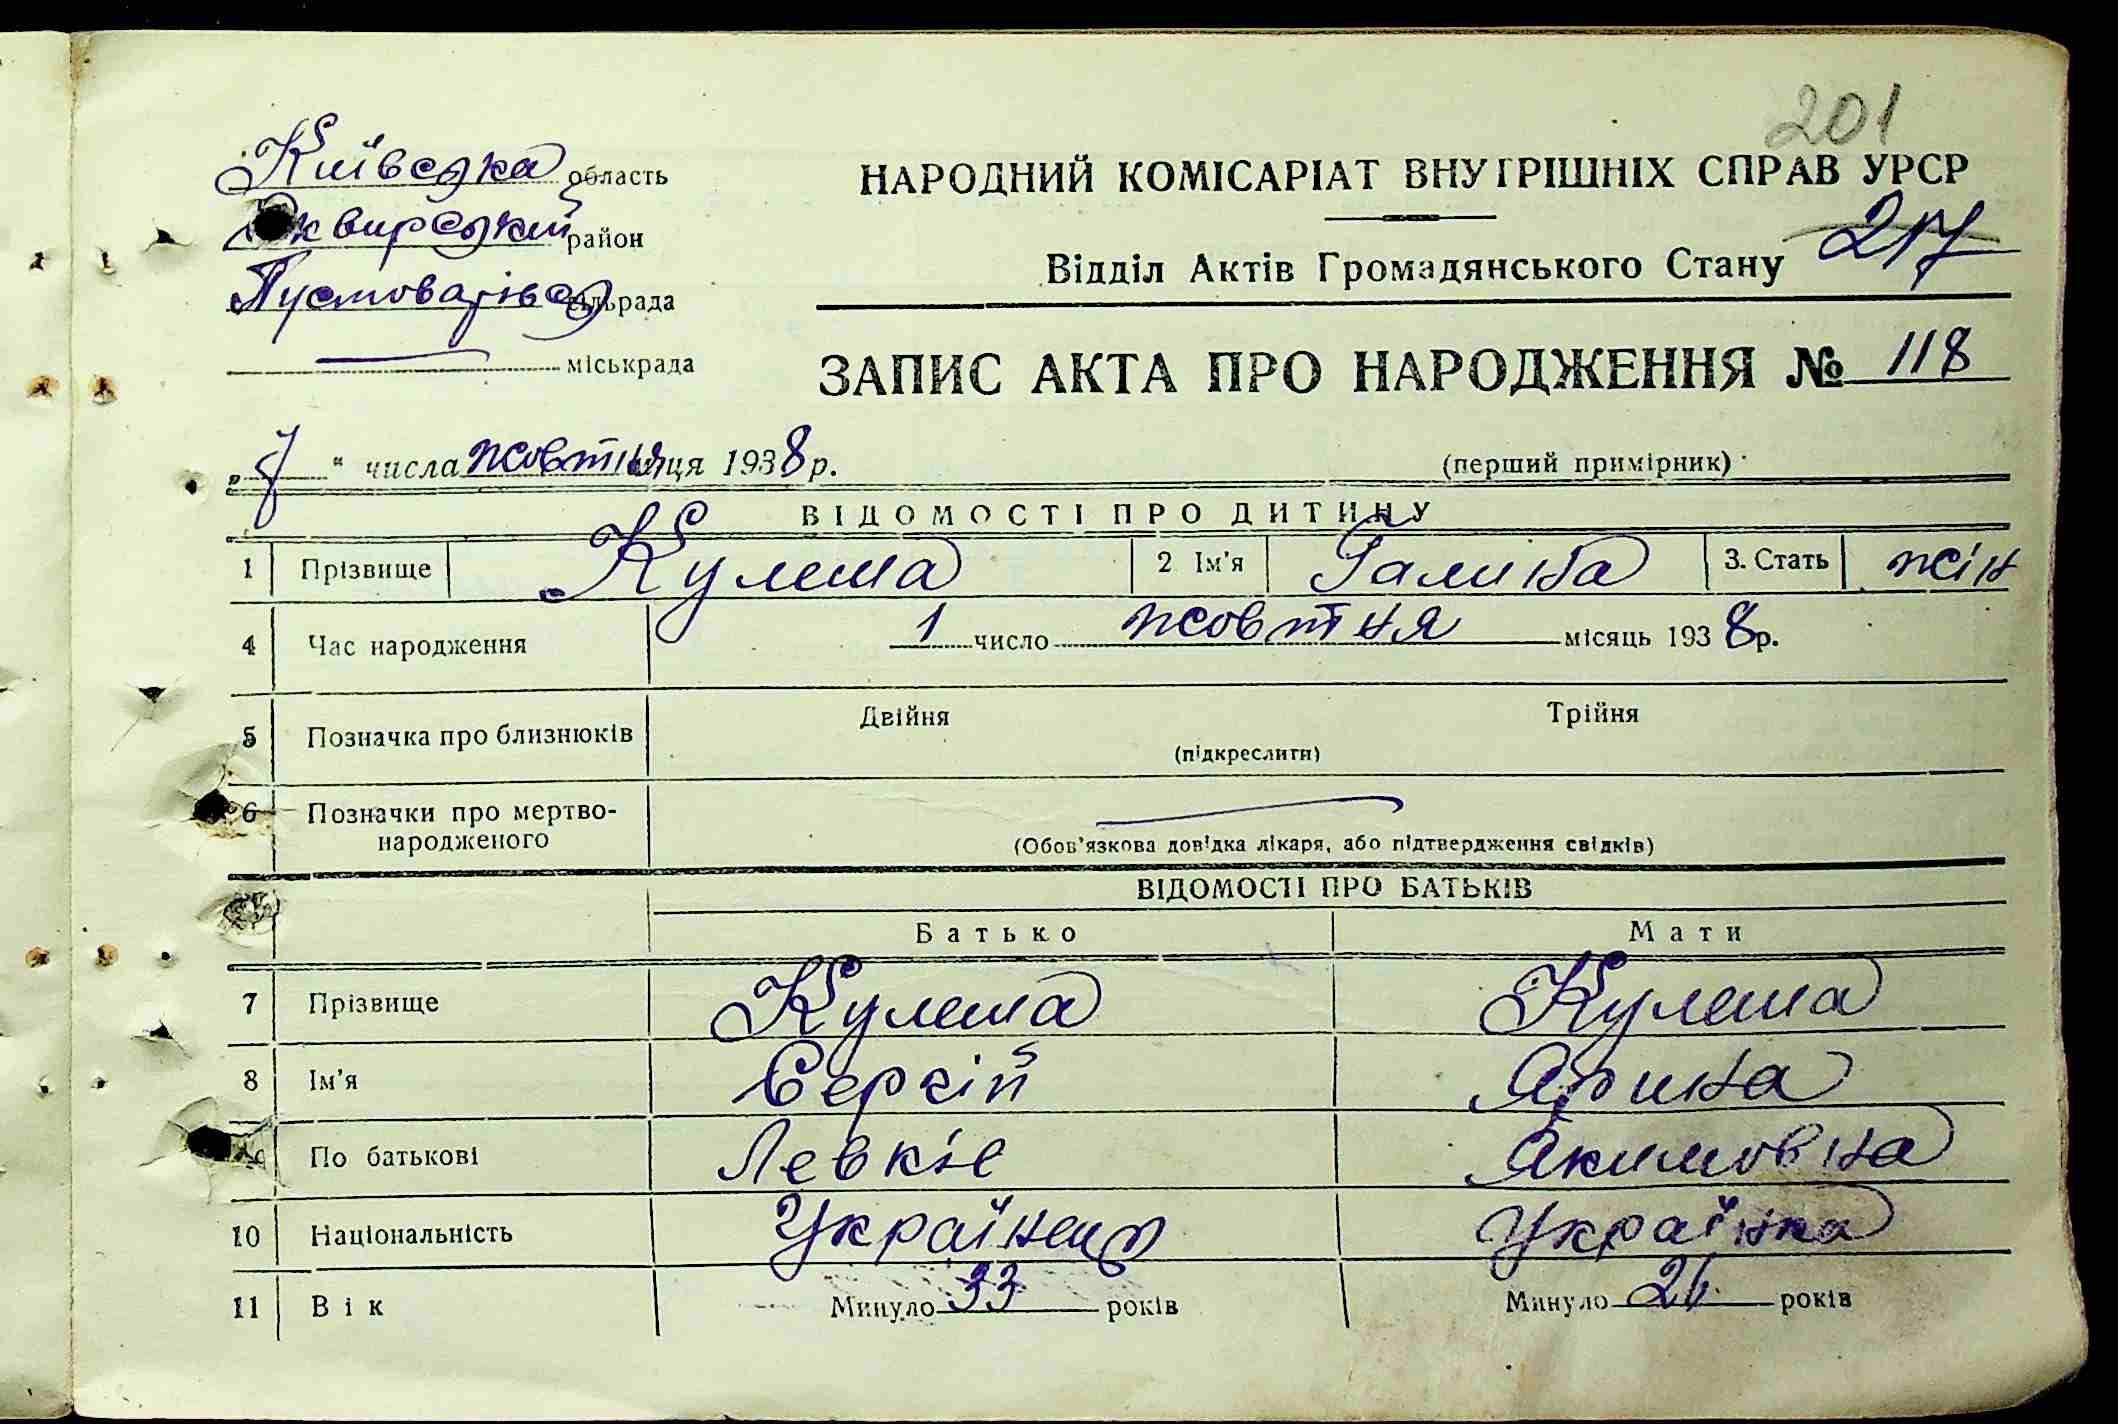 201
Київська область
Сквирський район
Пустоварівсь сільрада
міськрада
НАРОДНИЙ КОМІСАРІАТ ВНУТРІШНІХ СПРАВ УРСР
Відділ Актів Громадянського Стану 217
ЗАПИС АКТА ПРО НАРОДЖЕННЯ № 118
" числа жовтня місяця 1938 р. (перший примірник)
ВІДОМОСТІ ПРО ДИТИНУ
1 Прізвище Кулеша 2 Ім'я Галина 3. Стать жін
4 Час народження 1 число жовтня місяць 1938 р.
5 Позначка про близнюків Двійня Трійня
(підкреслити)
6 Позначки про мертво-
народженого
(Обов'язкова довідка лікаря, або підтвердження свідків)
ВІДОМОСТІ ПРО БАТЬКІВ
Батько Мати
7 Прізвище Кулеша Кулеша
8 Ім'я Сергій Ярина
По батькові Якимовна
10 Національність Українець Українка
11 Вік Минуло 33 років Минуло 26 років